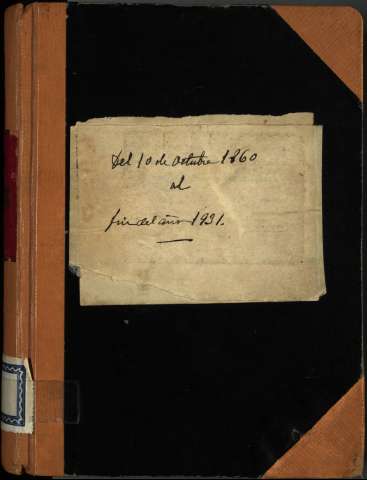 Del 10 de Octubre 1860
al
fin del año 1931.